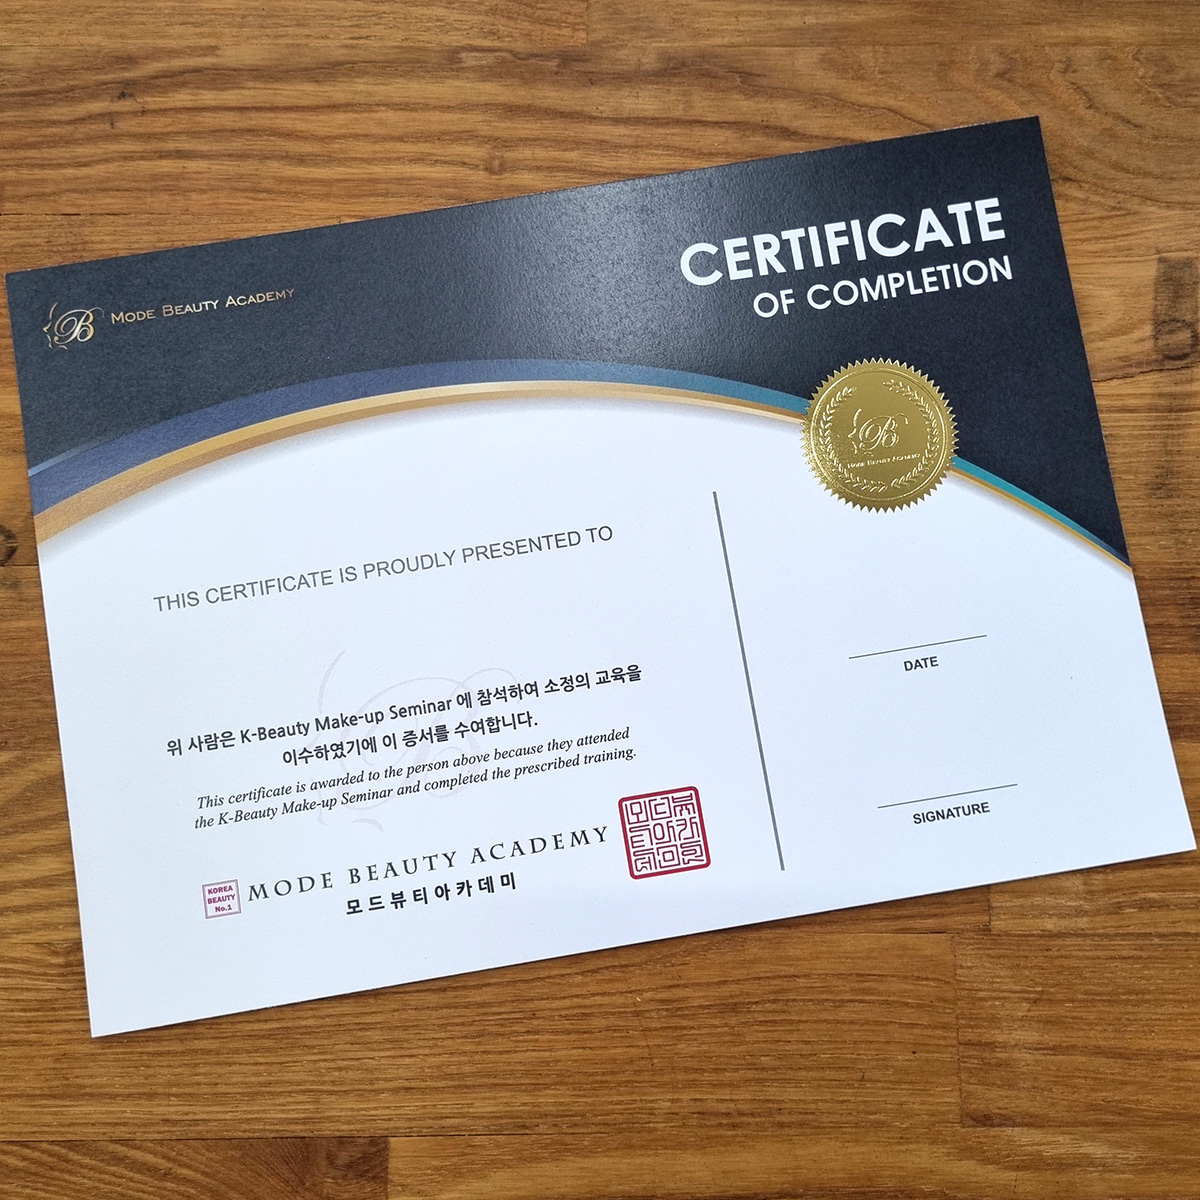 MODE BEAUTY ACADEMY
CERTIFICATE
OF COMPLETION
B
MODE BEAUTY ACADEMY
THIS CERTIFICATE IS PROUDLY PRESENTED TO
위 사람은 K-Beauty Make-up Seminar 에 참석하여 소정의 교육을
이수하였기에 이 증서를 수여합니다.
This certificate is awarded to the person above because they attended
the K-Beauty Make-up Seminar and completed the prescribed training.
KOREA
BEAUTY
No.1
MODE BEAUTY ACADEMY
모드뷰티아카데미
DATE
SIGNATURE